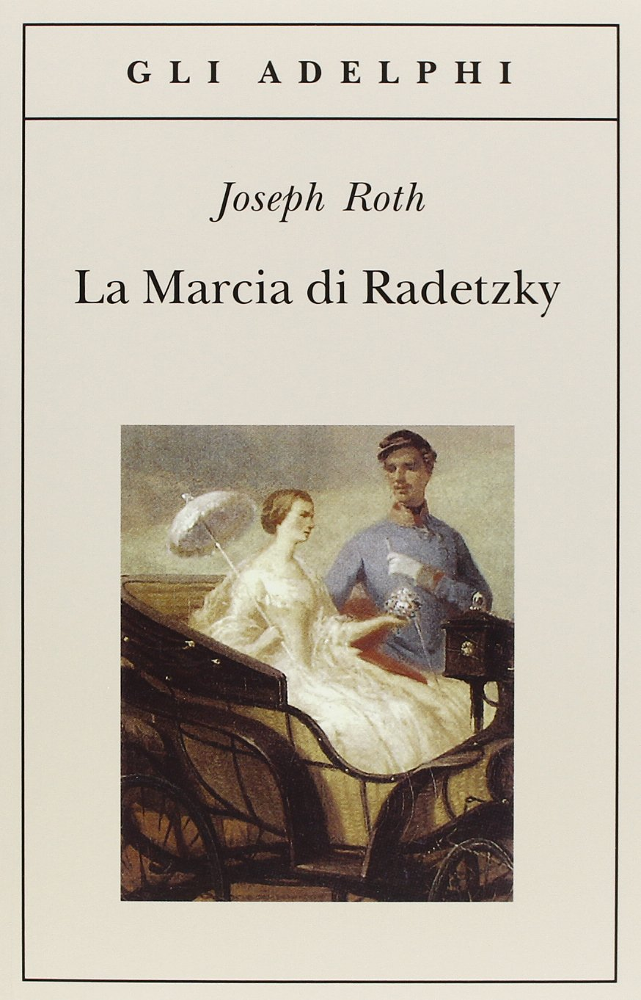 GLI ADELPHI
Joseph Roth
La Marcia di Radetzky